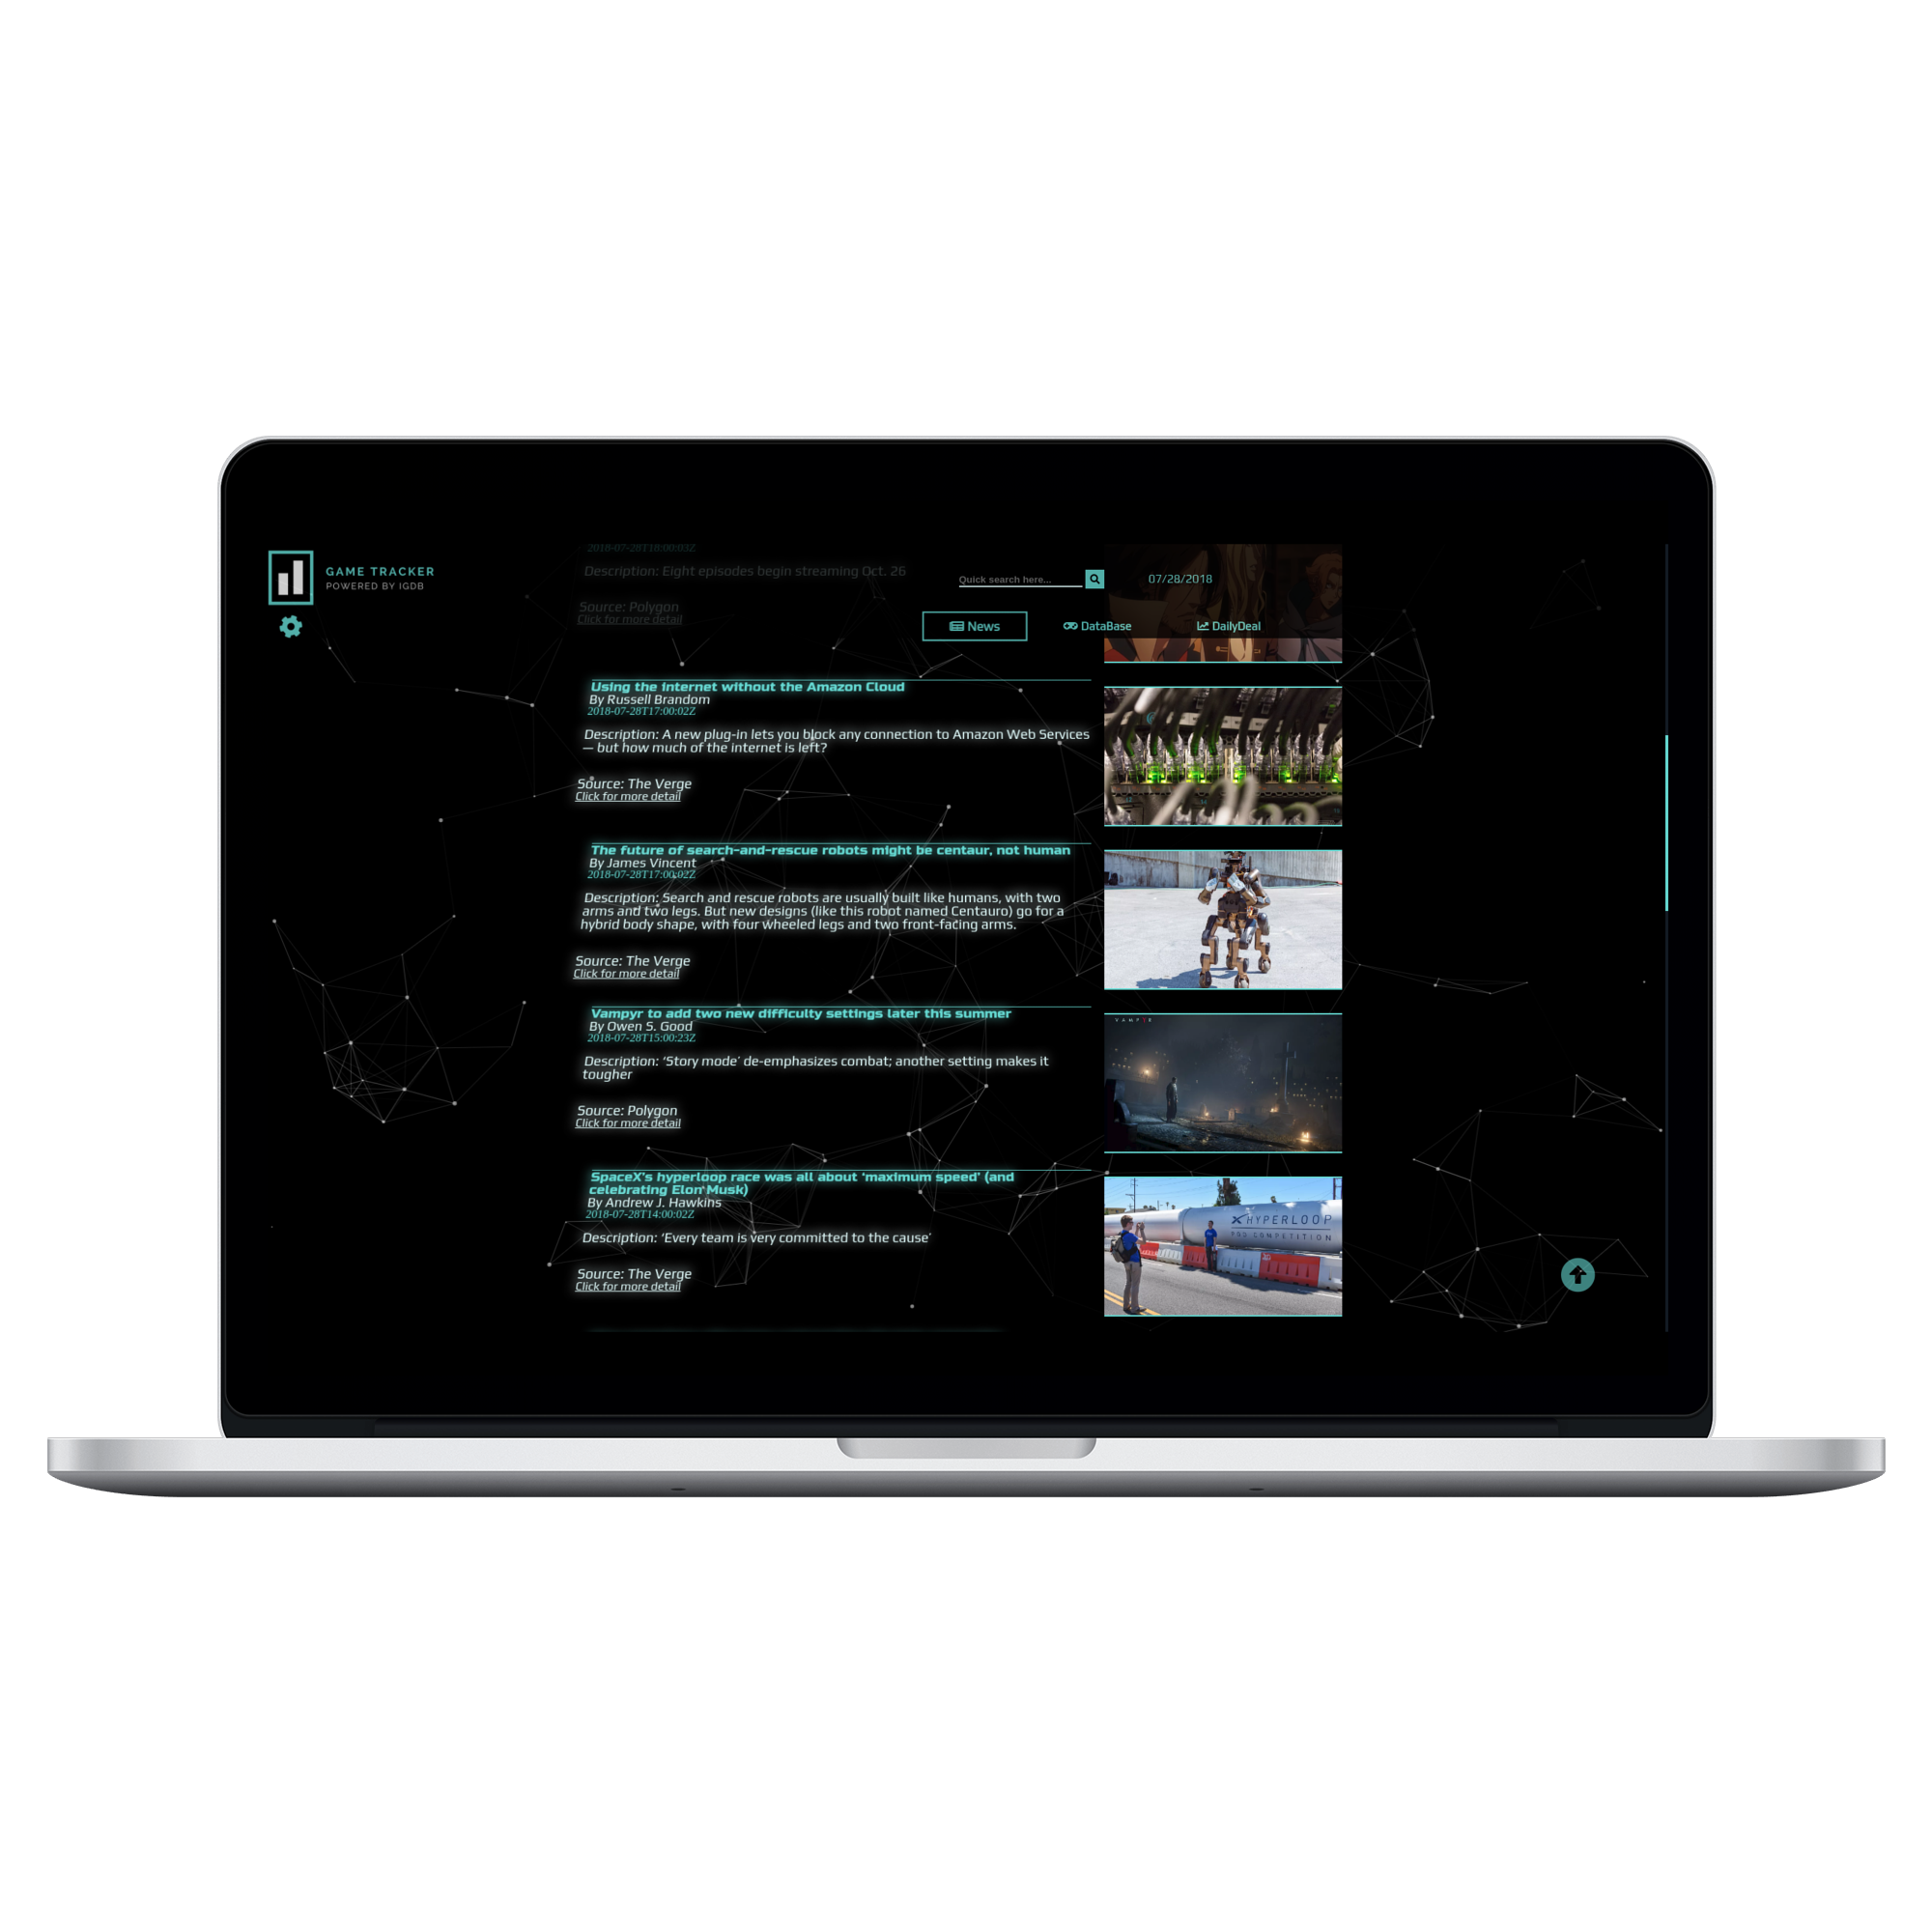 GAME TRACKER
POWERED BY IGDB
2018-07-28T18:00:03Z
Description: Eight episodes begin streaming Oct. 26
Source: Polygon
Click for more detail
Quick search here...
07/28/2018
News
DataBase
DailyDeal
Using the internet without the Amazon Cloud
By Russell Brandom
2018-07-28T17:00:02Z
Description: A new plug-in lets you block any connection to Amazon Web Services
— but how much of the internet is left?
Source: The Verge
Click for more detail
The future of search-and-rescue robots might be centaur, not human
By James Vincent
2018-07-28T17:00:02Z
Description: Search and rescue robots are usually built like humans, with two
arms and two legs. But new designs (like this robot named Centauro) go for a
hybrid body shape, with four wheeled legs and two front-facing arms.
Source: The Verge
Click for more detail
Vampyr to add two new difficulty settings later this summer
By Owen S. Good
2018-07-28T15:00:23Z
Description: ‘Story mode’ de-emphasizes combat; another setting makes it
tougher
Source: Polygon
Click for more detail
VAMPYR
SpaceX’s hyperloop race was all about ‘maximum speed’ (and
celebrating Elon Musk)
By Andrew J. Hawkins
2018-07-28T14:00:02Z
Description: ‘Every team is very committed to the cause’
Source: The Verge
Click for more detail
HYPERLOOP
POD COMPETITION